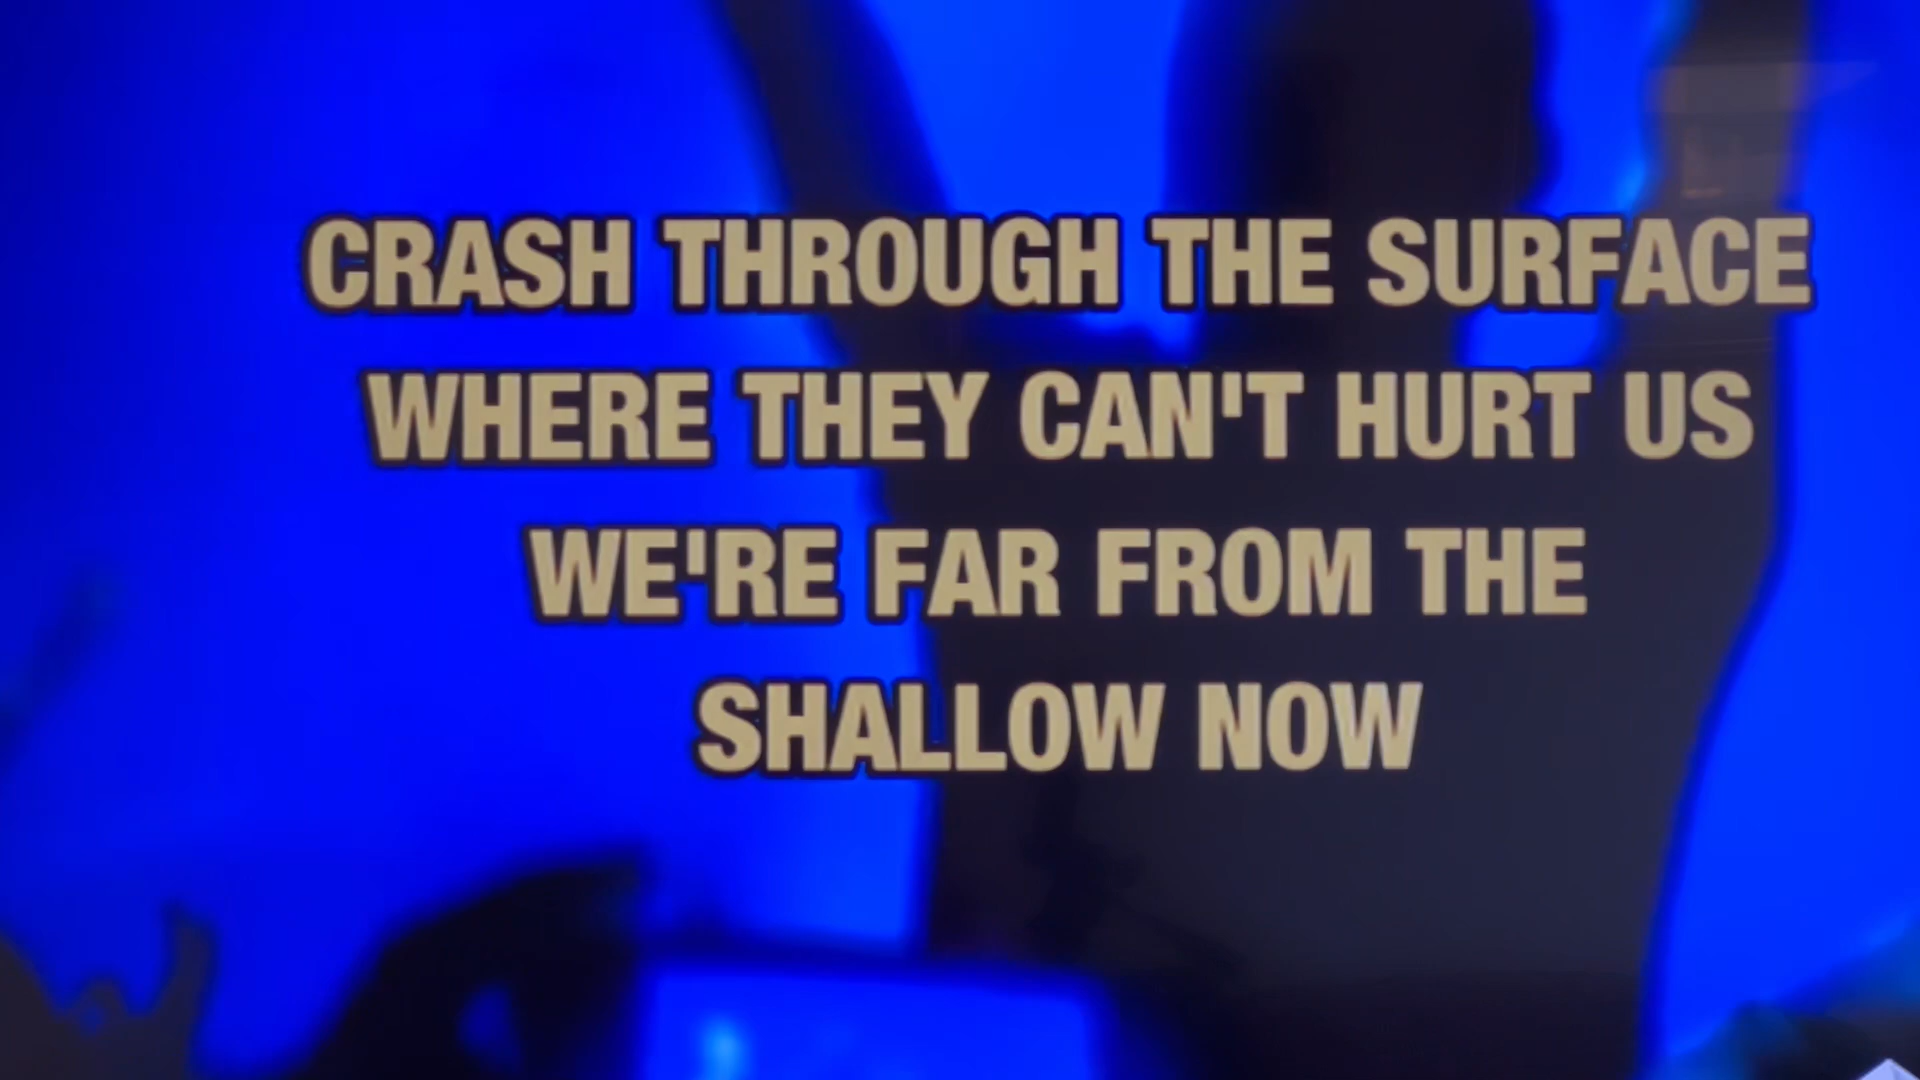 CRASH THROUGH THE SURFACE
WHERE THEY CAN'T HURT US
WE'RE FAR FROM THE
SHALLOW NOW